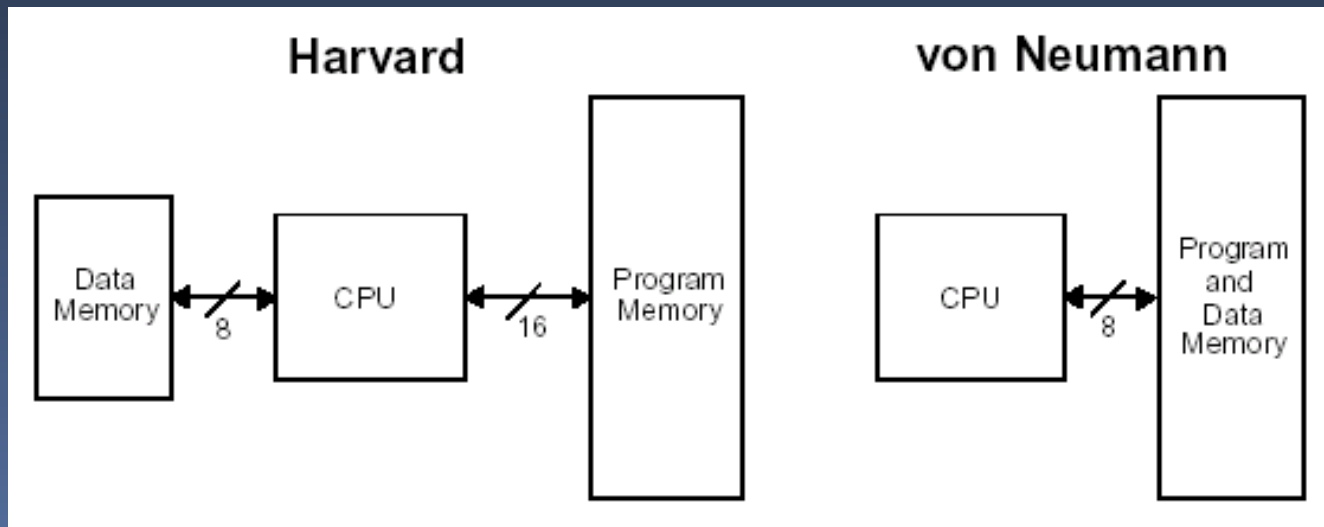 Harvard
Data
Memory
8
CPU
16
Program
Memory
von Neumann
CPU
8
Program
and
Data
Memory